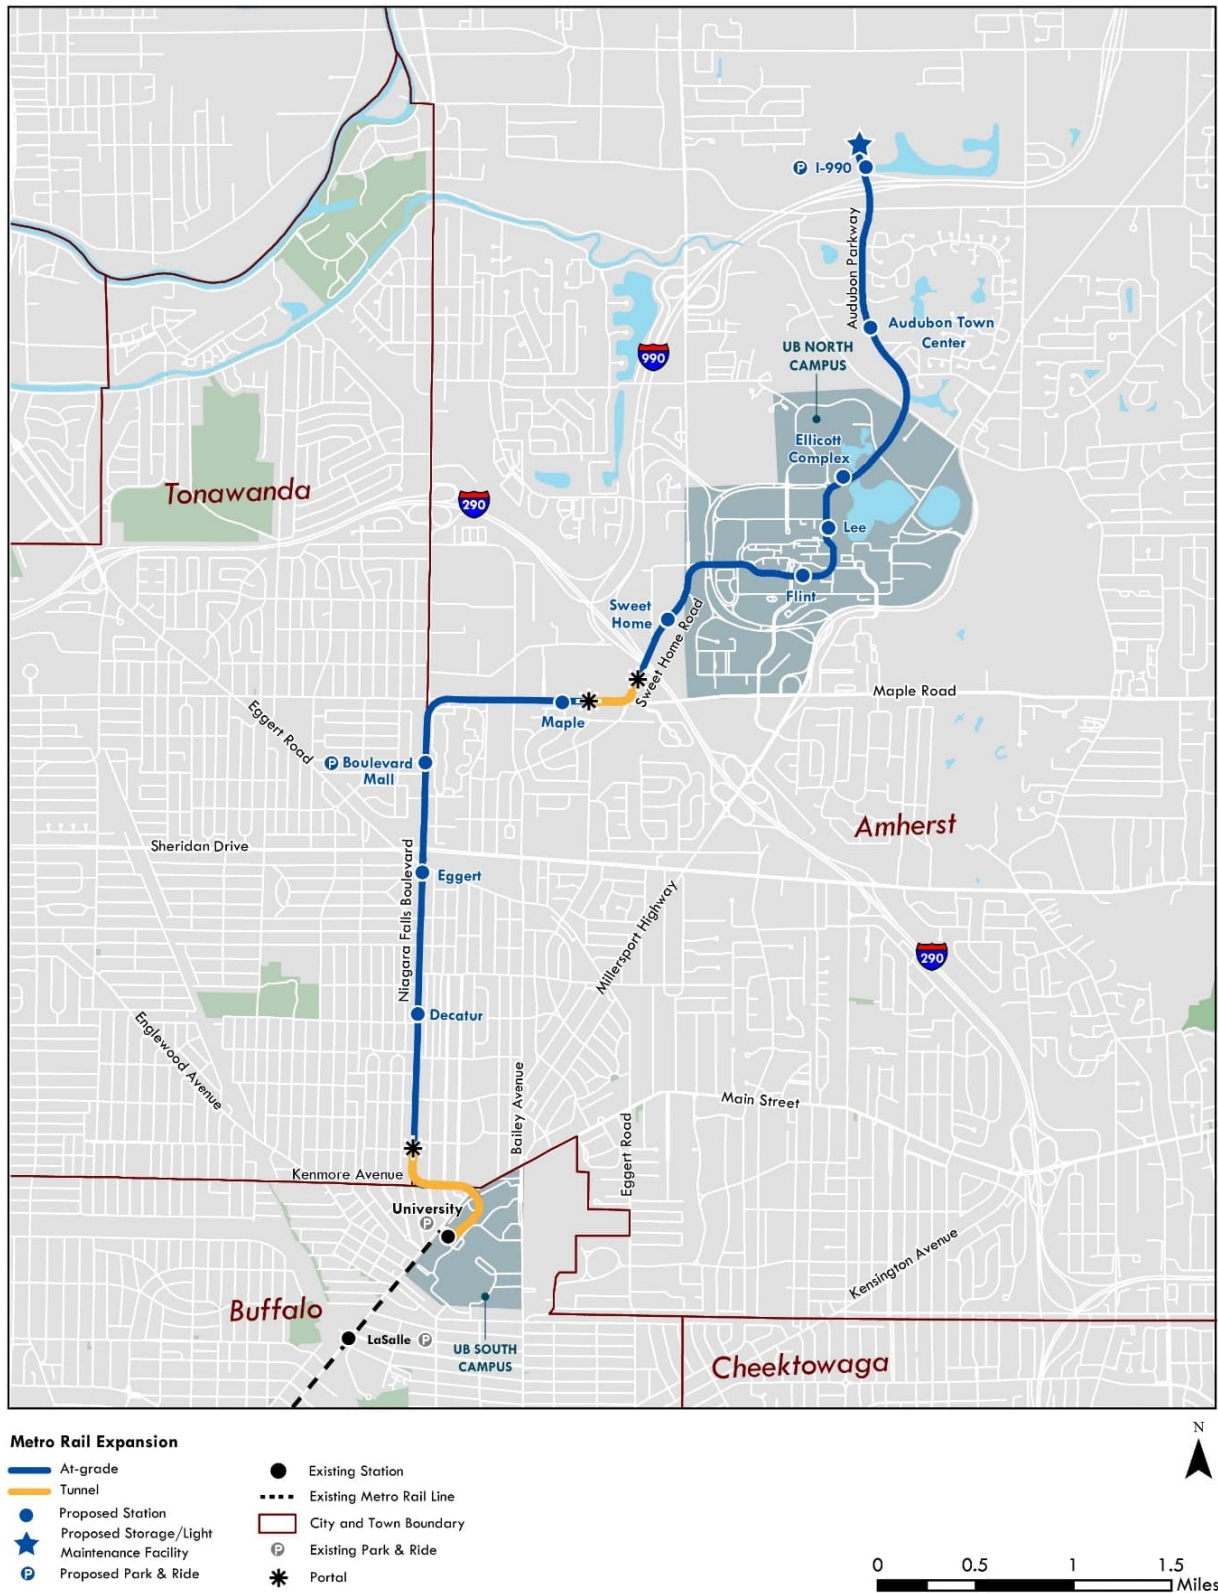 P I-990
Audubon Parkway
Audubon Town
Center
UB NORTH
CAMPUS
990
Ellicott
Complex
Tonawanda
290
Lee
Flint
Sweet
Home
Sweet Home Road
Maple Road
Maple
Eggert Road
P Boulevard
Mall
Amherst
Sheridan Drive
Niagara Falls Boulevard
Eggert
Millersport Highway
290
Decatur
Englewood Avenue
Bailey Avenue
Main Street
Eggert Road
Kenmore Avenue
University
P
Kensington Avenue
Buffalo
LaSalle P
UB SOUTH
CAMPUS
Cheektowaga
Metro Rail Expansion
At-grade
Tunnel
Proposed Station
Proposed Storage/Light
Maintenance Facility
P Proposed Park & Ride
Existing Station
Existing Metro Rail Line
City and Town Boundary
P Existing Park & Ride
Portal
N
0 0.5 1 1.5
Miles